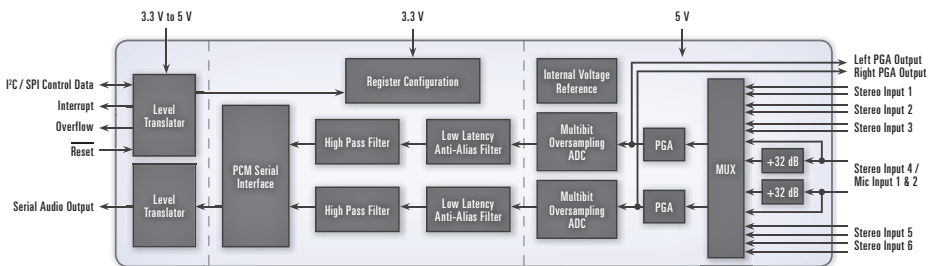 3.3 V to 5 V
3.3 V
5 V
I²C / SPI Control Data
Interrupt
Overflow
Reset
Serial Audio Output
Level
Translator
Level
Translator
PCM Serial
Interface
Register Configuration
High Pass Filter
Low Latency
Anti-Alias Filter
High Pass Filter
Low Latency
Anti-Alias Filter
Internal Voltage
Reference
Multibit
Oversampling
ADC
Multibit
Oversampling
ADC
PGA
PGA
MUX
+32 dB
+32 dB
Left PGA Output
Right PGA Output
Stereo Input 1
Stereo Input 2
Stereo Input 3
Stereo Input 4 /
Mic Input 1 & 2
Stereo Input 5
Stereo Input 6